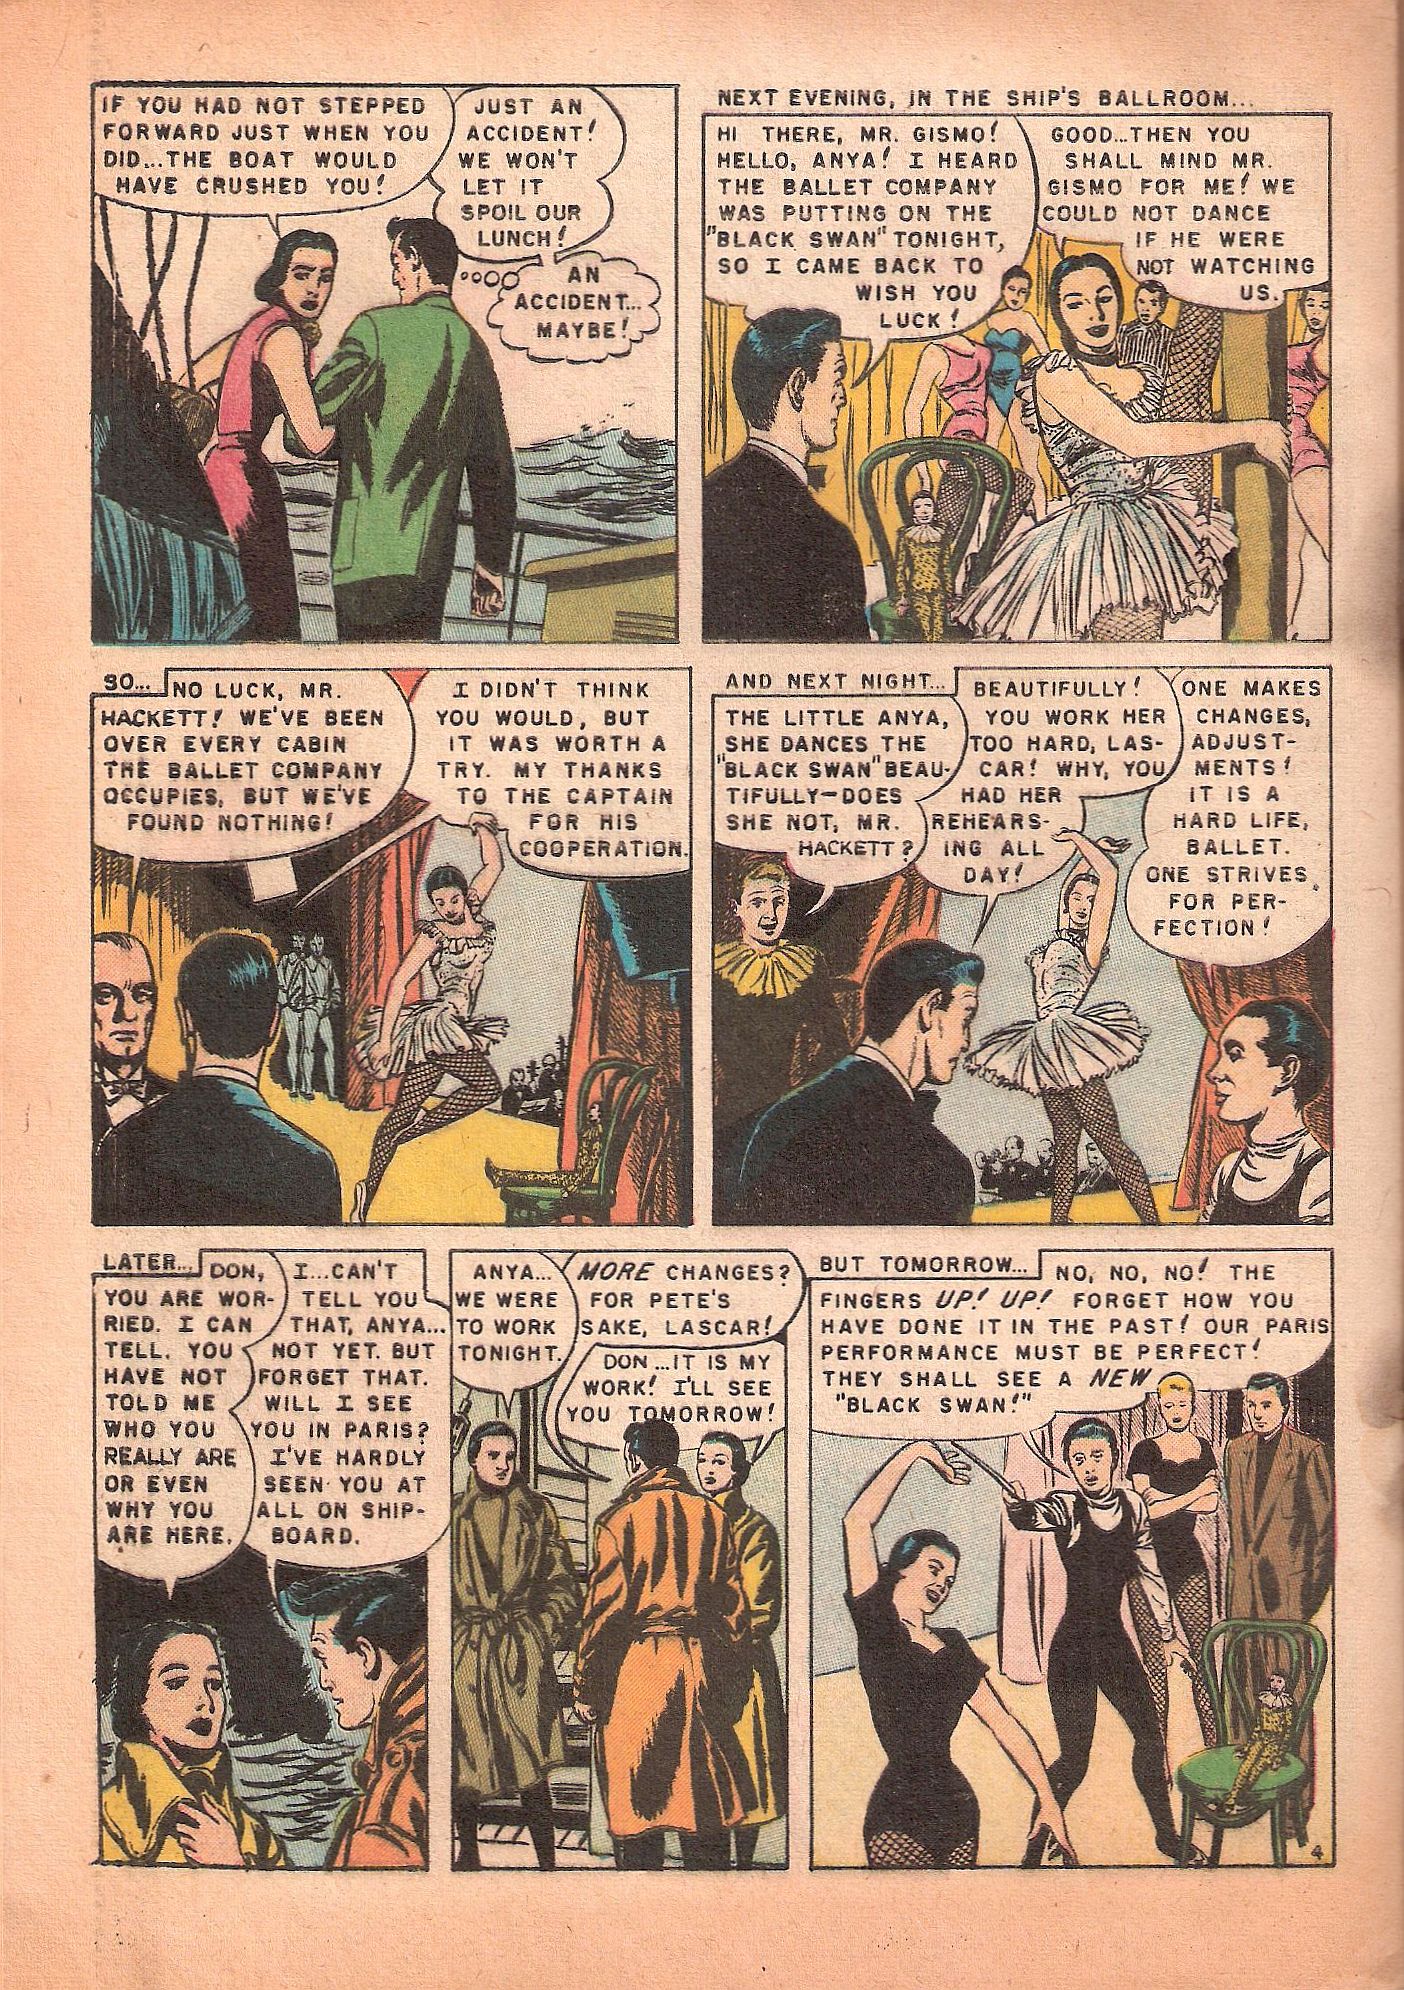 IF YOU HAD NOT STEPPED
FORWARD JUST WHEN YOU
DID...THE BOAT WOULD
HAVE CRUSHED YOU!
JUST AN
ACCIDENT!
WE WON'T
LET IT
SPOIL OUR
LUNCH!
AN
ACCIDENT...
MAYBE!
NEXT EVENING, IN THE SHIP'S BALLROOM...
HI THERE, MR. GISMO!
HELLO, ANYA! I HEARD
THE BALLET COMPANY
WAS PUTTING ON THE
"BLACK SWAN" TONIGHT,
SO I CAME BACK TO
WISH YOU
LUCK!
GOOD...THEN YOU
SHALL MIND MR.
GISMO FOR ME! WE
COULD NOT DANCE
IF HE WERE
NOT WATCHING
US.
SO...
NO LUCK, MR.
HACKETT! WE'VE BEEN
OVER EVERY CABIN
THE BALLET COMPANY
OCCUPIES, BUT WE'VE
FOUND NOTHING!
I DIDN'T THINK
YOU WOULD, BUT
IT WAS WORTH A
TRY. MY THANKS
TO THE CAPTAIN
FOR HIS
COOPERATION.
AND NEXT NIGHT...
THE LITTLE ANYA,
SHE DANCES THE
"BLACK SWAN" BEAU-
TIFULLY—DOES
SHE NOT, MR.
HACKETT?
BEAUTIFULLY!
YOU WORK HER
TOO HARD, LAS-
CAR! WHY, YOU
HAD HER
REHEARS-
ING ALL
DAY!
ONE MAKES
CHANGES,
ADJUST-
MENTS!
IT IS A
HARD LIFE,
BALLET.
ONE STRIVES
FOR PER-
FECTION!
LATER...
DON,
YOU ARE WOR-
RIED. I CAN
TELL. YOU
HAVE NOT
TOLD ME
WHO YOU
REALLY ARE
OR EVEN
WHY YOU
ARE HERE.
I...CAN'T
TELL YOU
THAT, ANYA...
NOT YET. BUT
FORGET THAT.
WILL I SEE
YOU IN PARIS?
I'VE HARDLY
SEEN YOU AT
ALL ON SHIP-
BOARD.
ANYA...
WE WERE
TO WORK
TONIGHT.
MORE CHANGES?
FOR PETE'S
SAKE, LASCAR!
DON...IT IS MY
WORK! I'LL SEE
YOU TOMORROW!
BUT TOMORROW...
NO, NO, NO! THE
FINGERS UP! UP! FORGET HOW YOU
HAVE DONE IT IN THE PAST! OUR PARIS
PERFORMANCE MUST BE PERFECT!
THEY SHALL SEE A NEW
"BLACK SWAN!"
4